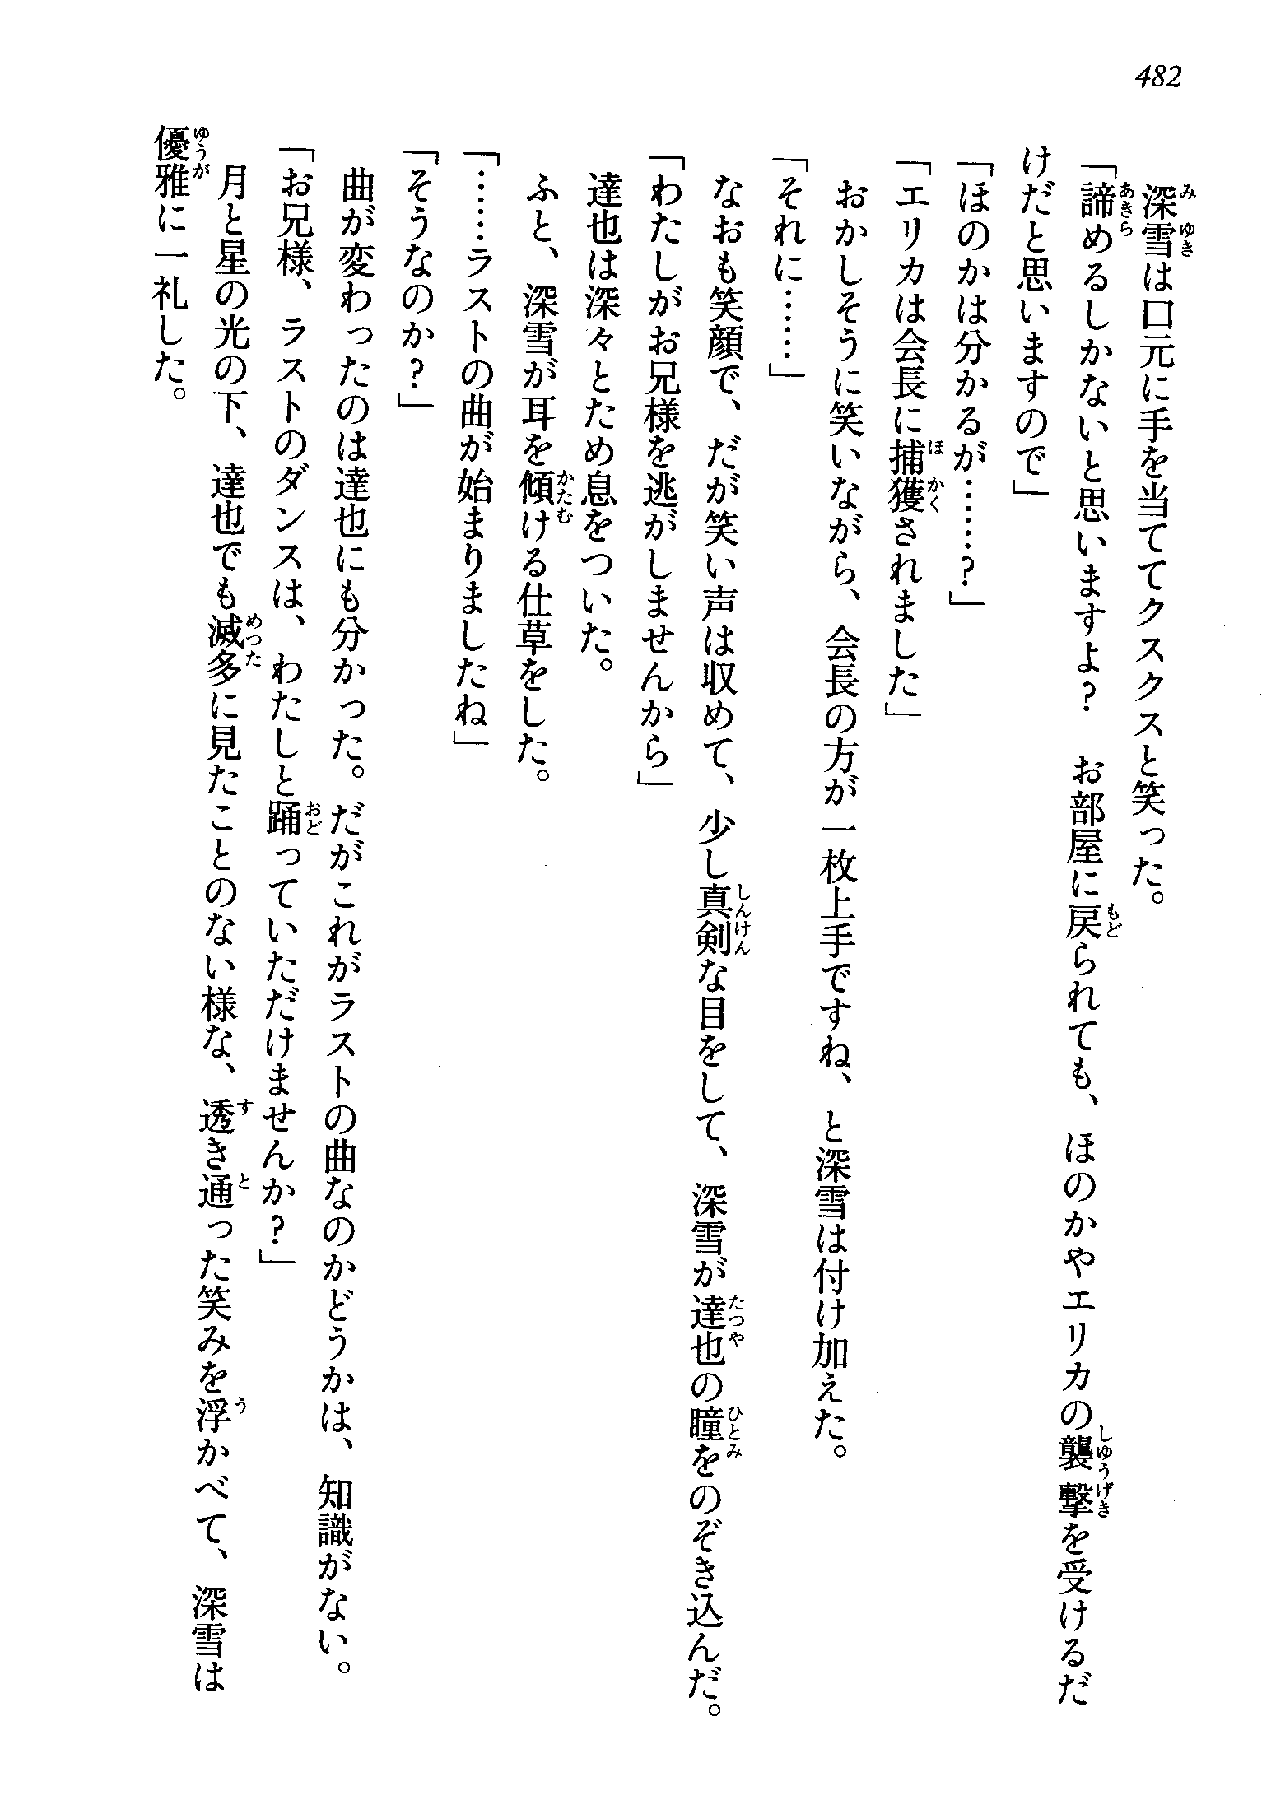 482
深雪は口元に手を当ててクスクスと笑った。
「諦めるしかないと思いますよ？　お部屋に戻られても、ほのかやエリカの襲撃を受けるだ
けだと思いますので」
「ほのかは分かるが……？」
「エリカは会長に捕獲されました」
おかしそうに笑いながら、会長の方が一枚上手ですね、と深雪は付け加えた。
「それに……」
なおも笑顔で、だが笑い声は収めて、少し真剣な目をして、深雪が達也の瞳をのぞき込んだ。
「わたしがお兄様を逃がしませんから」
達也は深々とため息をついた。
ふと、深雪が耳を傾ける仕草をした。
「……ラストの曲が始まりましたね」
「そうなのか？」
曲が変わったのは達也にも分かった。だがこれがラストの曲なのかどうかは、知識がない。
「お兄様、ラストのダンスは、わたしと踊っていただけませんか？」
月と星の光の下、達也でも滅多に見たことのない様な、透き通った笑みを浮かべて、深雪は
優雅に一礼した。